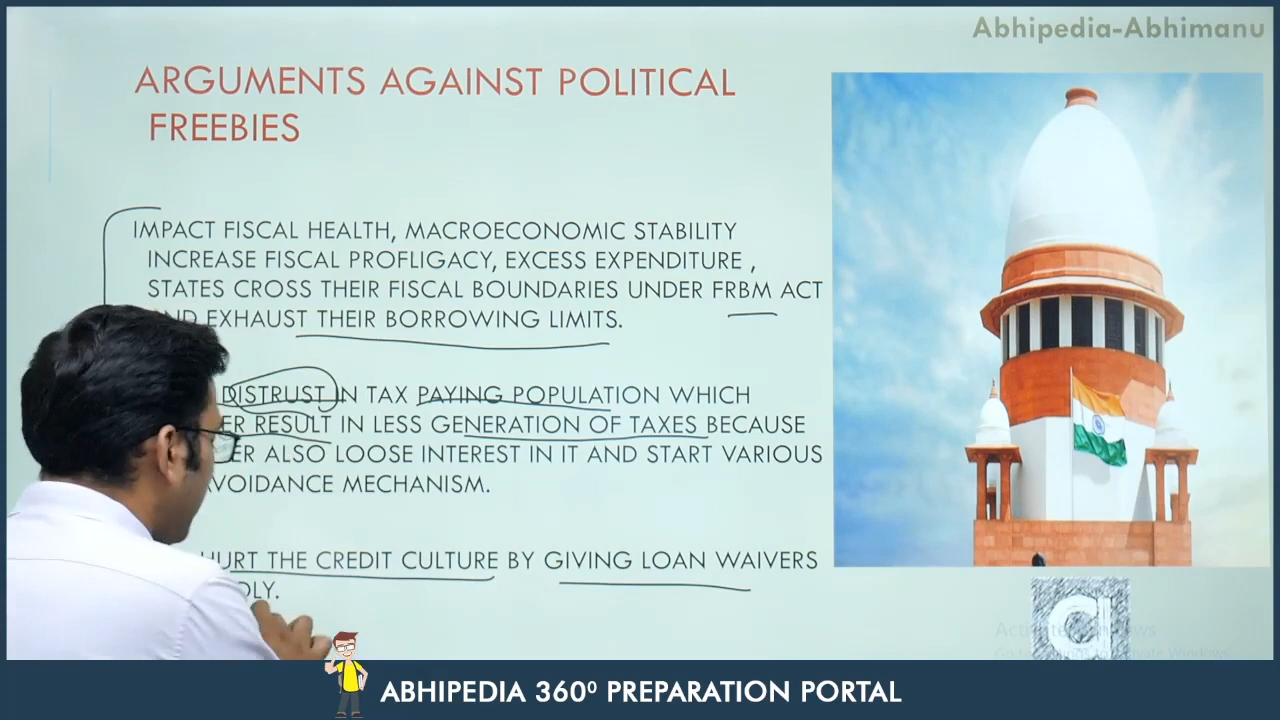 Abhipedia-Abhimanu
ARGUMENTS AGAINST POLITICAL
FREEBIES
IMPACT FISCAL HEALTH, MACROECONOMIC STABILITY
INCREASE FISCAL PROFLIGACY, EXCESS EXPENDITURE ,
STATES CROSS THEIR FISCAL BOUNDARIES UNDER FRBM ACT
EXHAUST THEIR BORROWING LIMITS.
DISTRUST IN TAX PAYING POPULATION WHICH
RESULT IN LESS GENERATION OF TAXES BECAUSE
ALSO LOOSE INTEREST IN IT AND START VARIOUS
AVOIDANCE MECHANISM.
HURT THE CREDIT CULTURE BY GIVING LOAN WAIVERS
ABHIPEDIA 360⁰ PREPARATION PORTAL